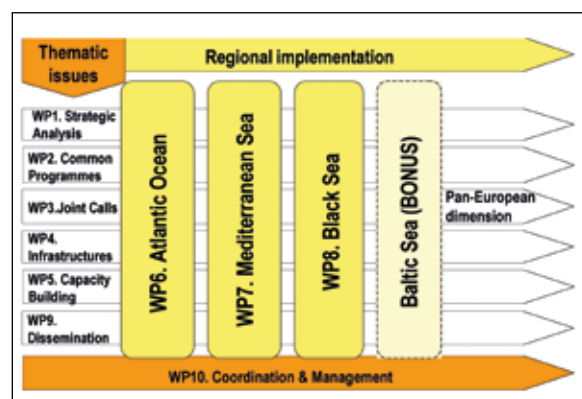 Thematic
issues
Regional implementation
WP1. Strategic
Analysis
WP2. Common
Programmes
WP3.Joint Calls
WP4.
Infrastructures
WP5. Capacity
Building
WP9.
Dissemination
WP6. Atlantic Ocean
WP7. Mediterranean Sea
WP8. Black Sea
Baltic Sea (BONUS)
Pan-European
dimension
WP10. Coordination & Management